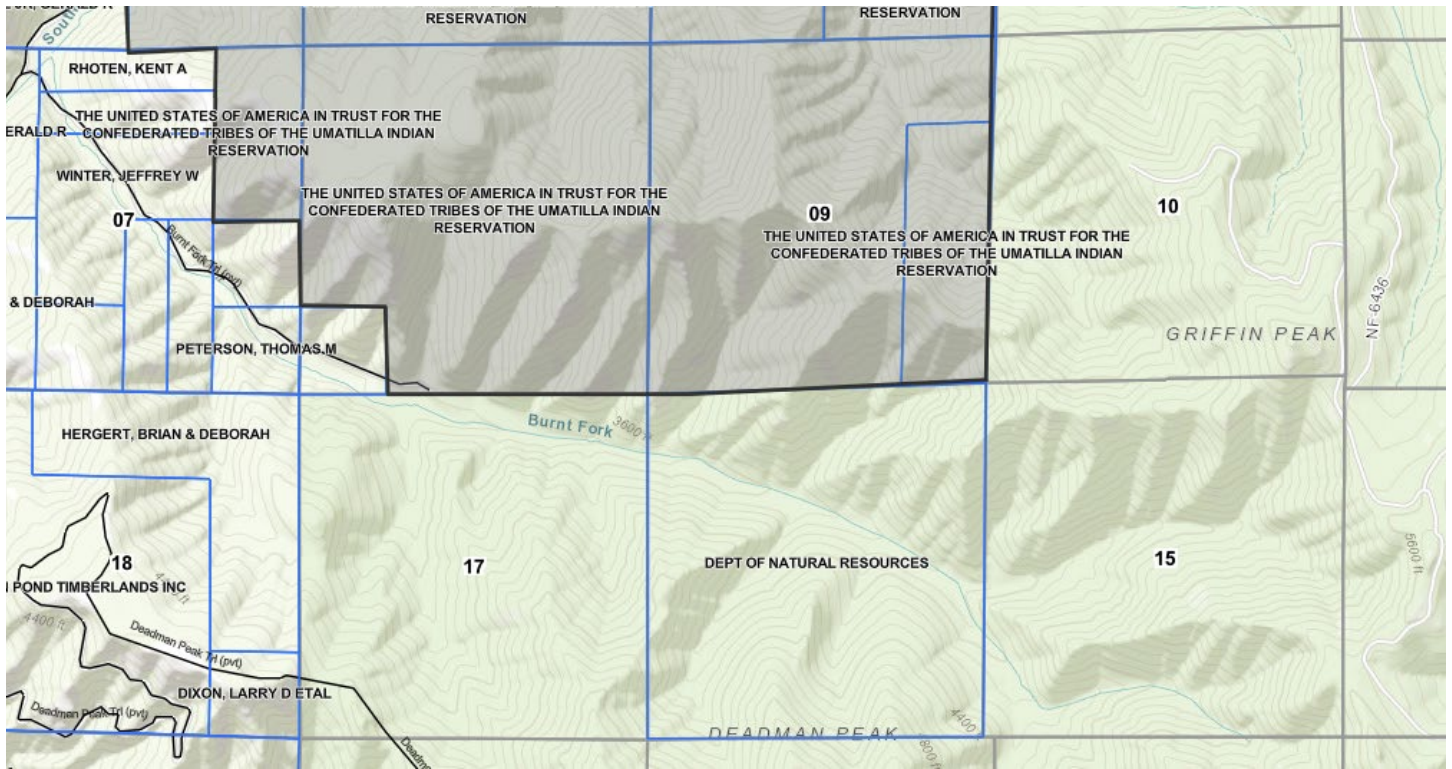 RESERVATION
RESERVATION
South
RHOTEN, KENT A
THE UNITED STATES OF AMERICA IN TRUST FOR THE
CONFEDERATED TRIBES OF THE UMATILLA INDIAN
RESERVATION
ERALD R
WINTER, JEFFREY W
07
Burnt Fork Trl (pvt)
THE UNITED STATES OF AMERICA IN TRUST FOR THE
CONFEDERATED TRIBES OF THE UMATILLA INDIAN
RESERVATION
09
THE UNITED STATES OF AMERICA IN TRUST FOR THE
CONFEDERATED TRIBES OF THE UMATILLA INDIAN
RESERVATION
10
& DEBORAH
NF-6436
GRIFFIN PEAK
PETERSON, THOMAS M
Burnt Fork
3600 ft
HERGERT, BRIAN & DEBORAH
18
17
DEPT OF NATURAL RESOURCES
15
5600 ft
POND TIMBERLANDS INC
4400 ft
Deadman Peak Trl (pvt)
DIXON, LARRY D ETAL
Deadman Peak Trl (pvt)
DEADMAN PEAK
4400
800 ft